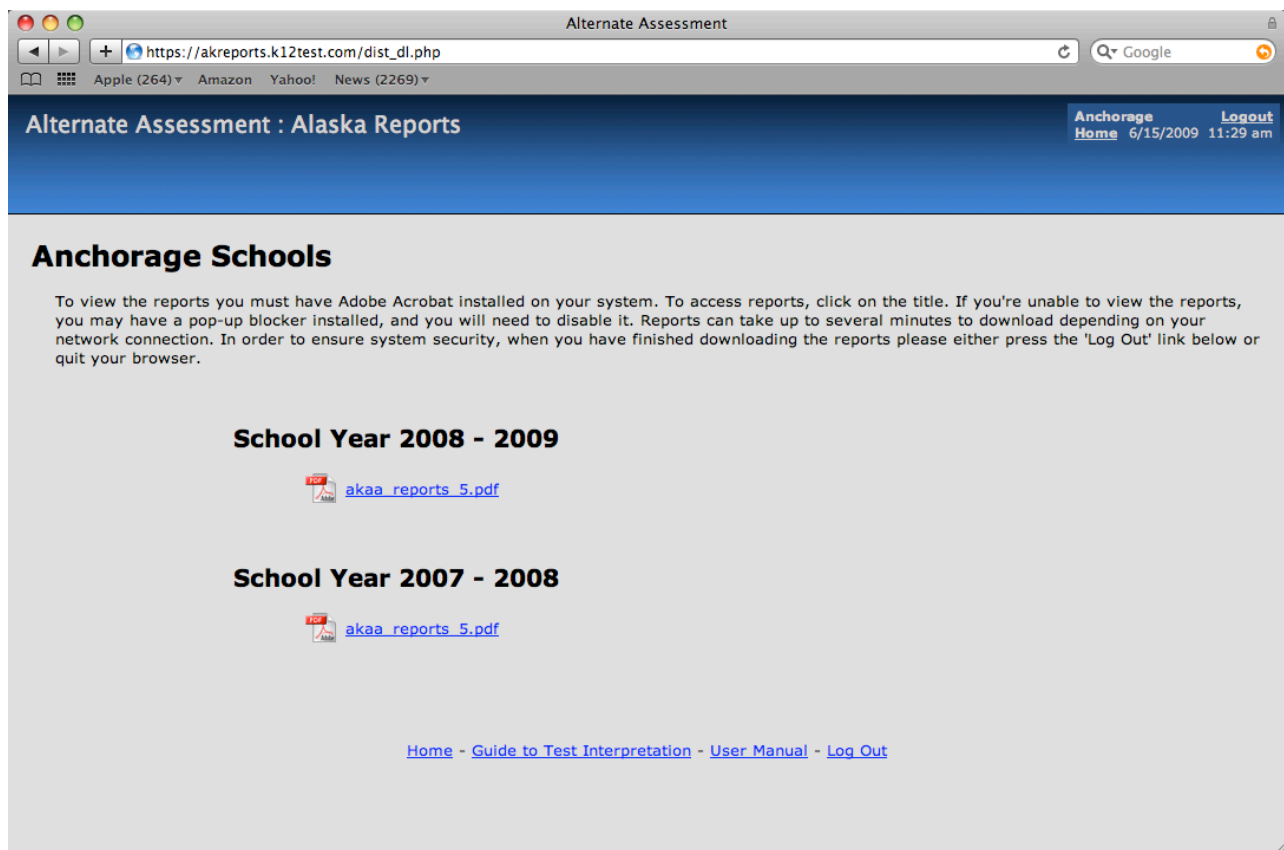 Alternate Assessment
+ https://akreports.k12test.com/dist_dl.php
Google
Apple (264) Amazon Yahoo! News (2269)
Alternate Assessment : Alaska Reports
Anchorage Logout
Home 6/15/2009 11:29 am
Anchorage Schools
To view the reports you must have Adobe Acrobat installed on your system. To access reports, click on the title. If you're unable to view the reports,
you may have a pop-up blocker installed, and you will need to disable it. Reports can take up to several minutes to download depending on your
network connection. In order to ensure system security, when you have finished downloading the reports please either press the 'Log Out' link below or
quit your browser.
School Year 2008 - 2009
PDF
Adobe
akaa_reports_5.pdf
School Year 2007 - 2008
PDF
Adobe
akaa_reports_5.pdf
Home - Guide to Test Interpretation - User Manual - Log Out